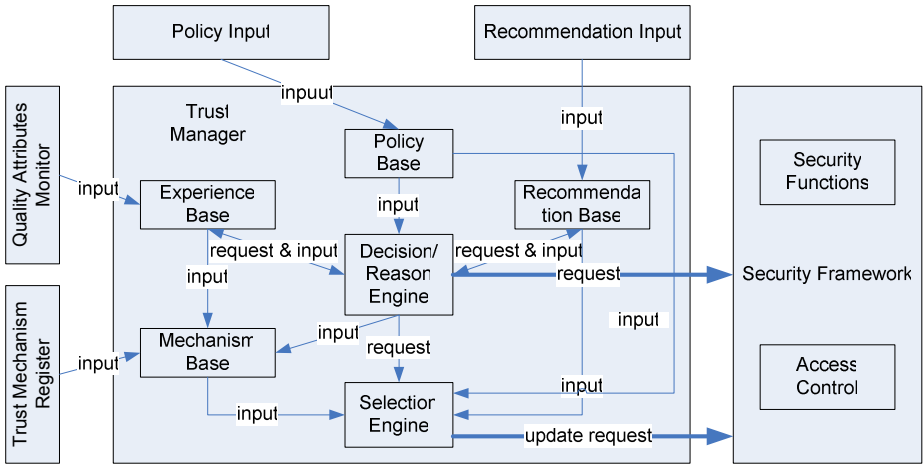 Policy Input
Recommendation Input
inpuut
input
Trust
Manager
Policy
Base
Quality Attributes
Monitor
input
Experience
Base
input
Recommenda
tion Base
Security
Functions
request & input
Decision/
Reason
Engine
request & input
request
Security Framework
input
Trust Mechanism
Register
input
Mechanism
Base
input
request
input
Access
Control
input
Selection
Engine
input
update request